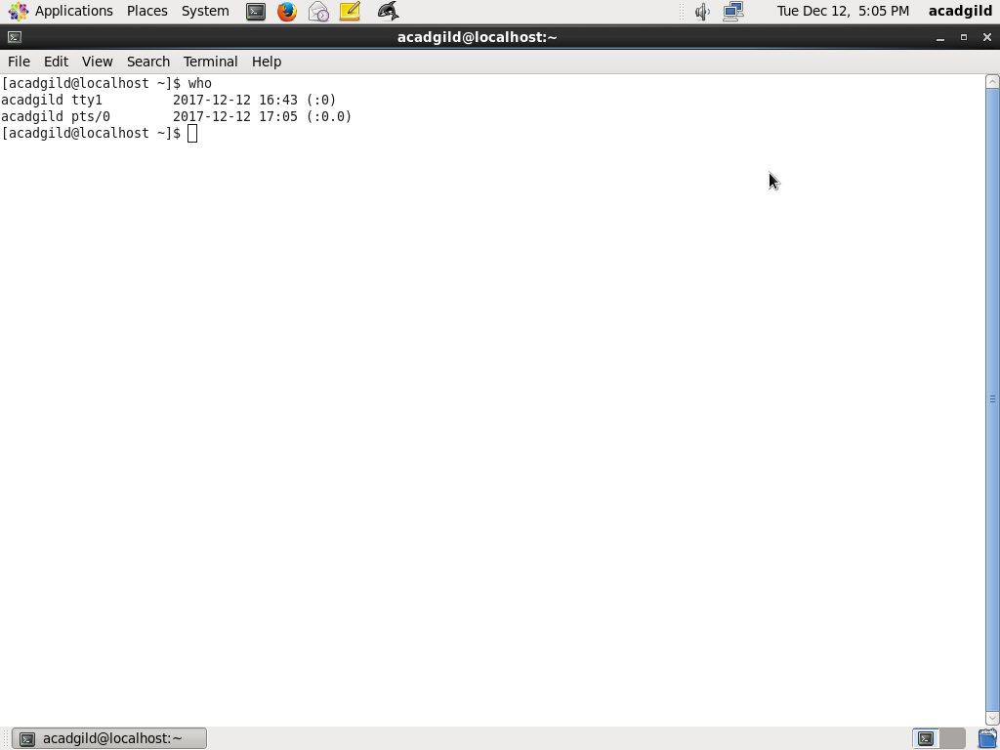 Applications Places System Tue Dec 12, 5:05 PM acadgild
acadgild@localhost:~
File Edit View Search Terminal Help
[acadgild@localhost ~]$ who
acadgild tty1         2017-12-12 16:43 (:0)
acadgild pts/0        2017-12-12 17:05 (:0.0)
[acadgild@localhost ~]$
acadgild@localhost:~